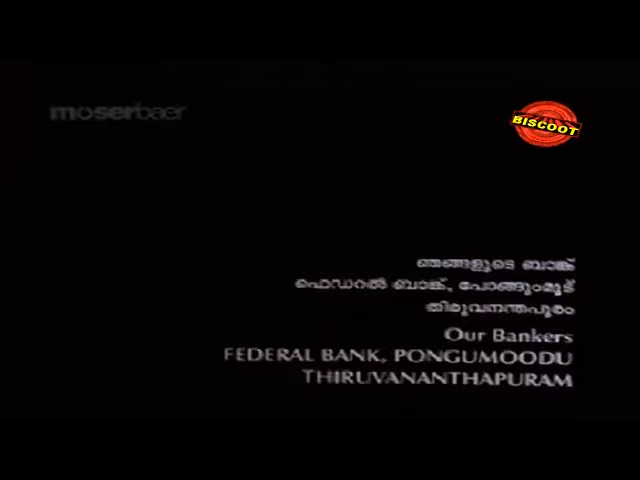 moserbaer
BISCOOT
ഞങ്ങളുടെ ബാങ്ക്
ഫെഡറൽ ബാങ്ക്, പോങ്ങുംമൂട്
തിരുവനന്തപുരം
Our Bankers
FEDERAL BANK, PONGUMOODU
THIRUVANANTHAPURAM